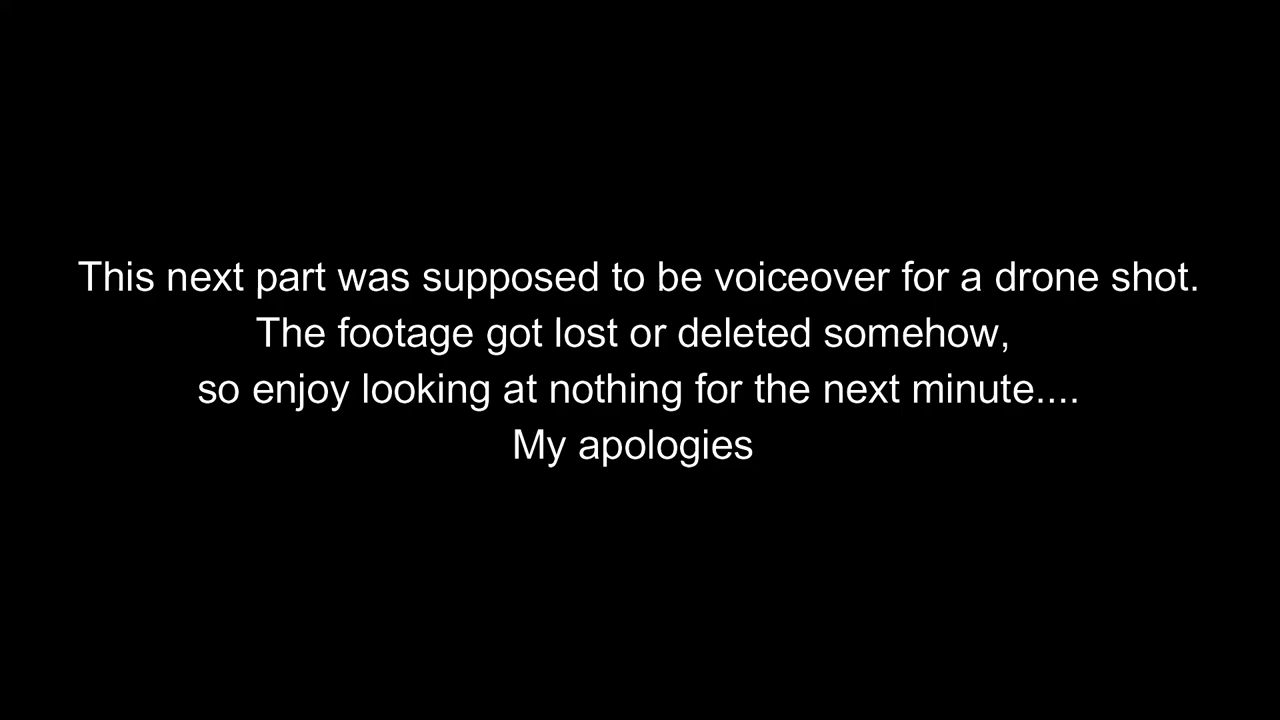 This next part was supposed to be voiceover for a drone shot.
The footage got lost or deleted somehow,
so enjoy looking at nothing for the next minute....
My apologies